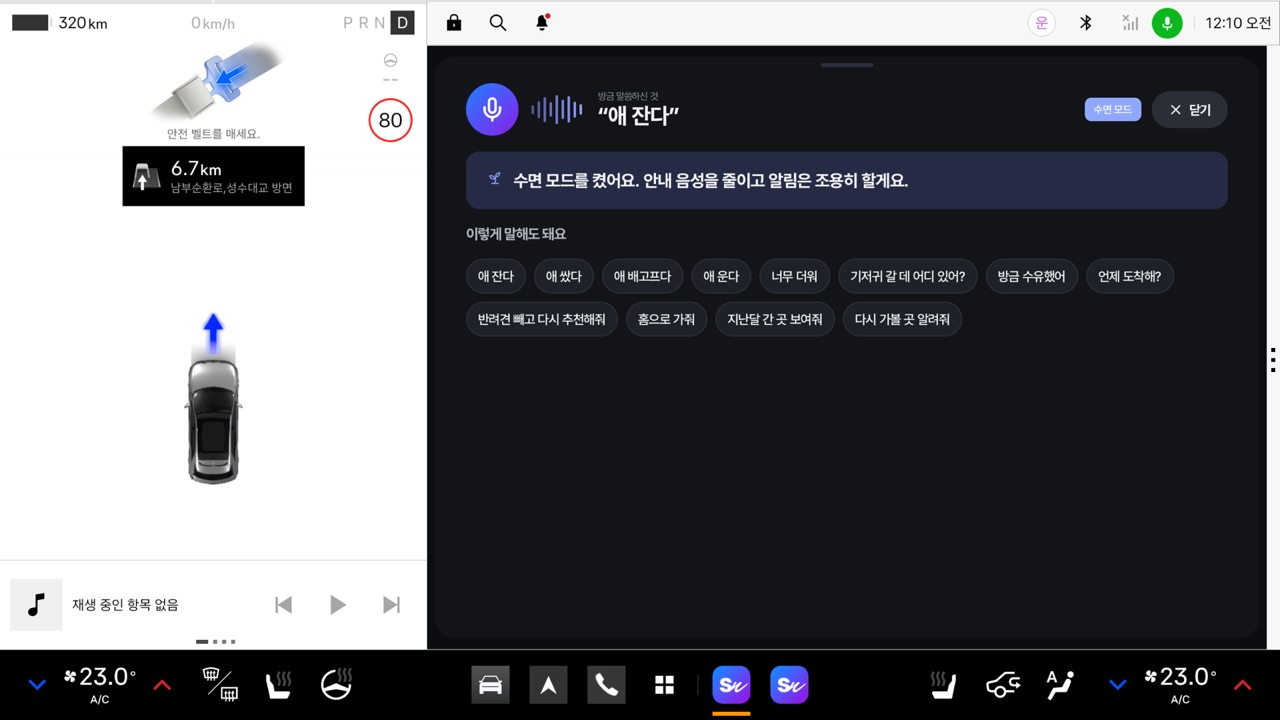 320 km
0 km/h
P R N D
안전 벨트를 매세요.
80
6.7km
남부순환로,성수대교 방면
재생 중인 항목 없음
운
12:10 오전
방금 말씀하신 것
“애 잔다”
수면 모드
닫기
수면 모드를 켰어요. 안내 음성을 줄이고 알림은 조용히 할게요.
이렇게 말해도 돼요
애 잔다 애 쌌다 애 배고프다 애 운다 너무 더워 기저귀 갈 데 어디 있어? 방금 수유했어 언제 도착해?
반려견 빼고 다시 추천해줘 홈으로 가줘 지난달 간 곳 보여줘 다시 가볼 곳 알려줘
23.0°
A/C
A
23.0°
A/C